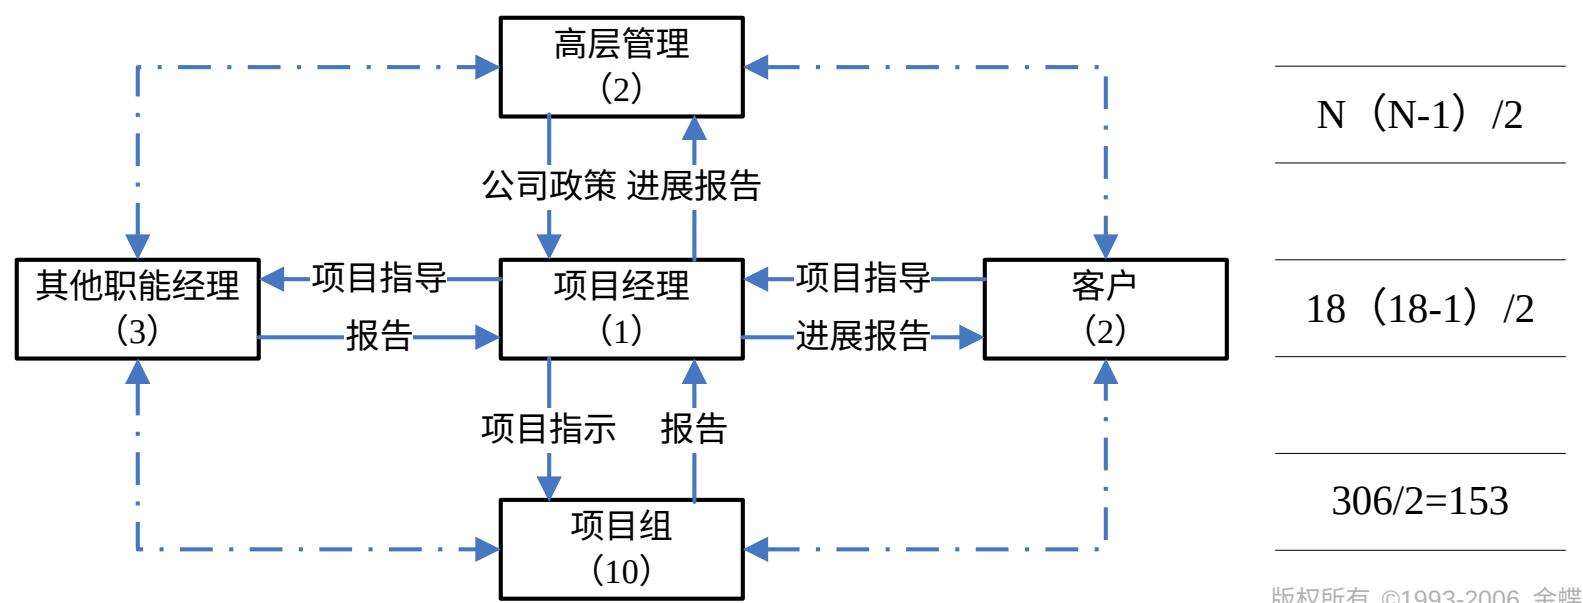 高层管理
（2）
N（N-1）/2
公司政策 进展报告
其他职能经理
（3）
项目指导
报告
项目经理
（1）
项目指导
进展报告
客户
（2）
18（18-1）/2
项目指示
报告
306/2=153
项目组
（10）
版权所有 ©1993-2006 金蝶